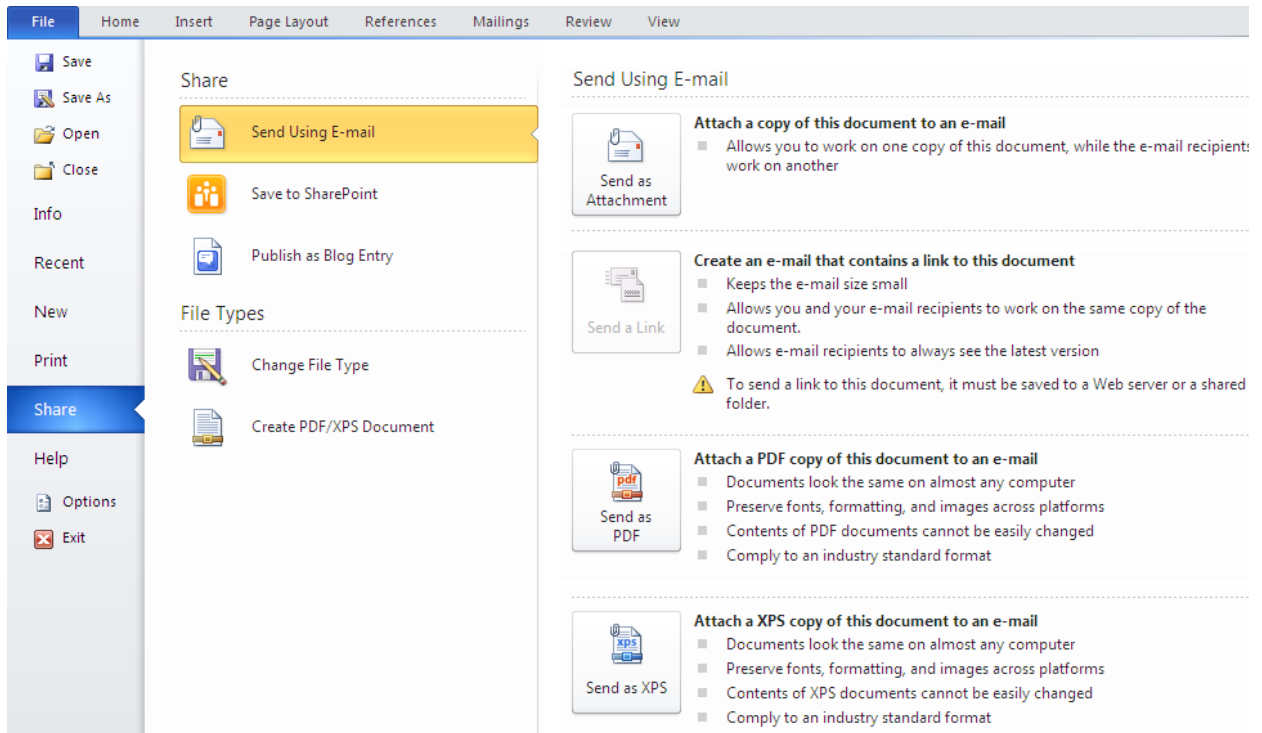 File Home Insert Page Layout References Mailings Review View
Save
Save As
Open
Close
Info
Recent
New
Print
Share
Help
Options
Exit
Share
Send Using E-mail
Save to SharePoint
Publish as Blog Entry
File Types
Change File Type
Create PDF/XPS Document
Send Using E-mail
Send as
Attachment
Attach a copy of this document to an e-mail
Allows you to work on one copy of this document, while the e-mail recipients
work on another
Send a Link
Create an e-mail that contains a link to this document
Keeps the e-mail size small
Allows you and your e-mail recipients to work on the same copy of the
document.
Allows e-mail recipients to always see the latest version
To send a link to this document, it must be saved to a Web server or a shared
folder.
pdf
Send as
PDF
Attach a PDF copy of this document to an e-mail
Documents look the same on almost any computer
Preserve fonts, formatting, and images across platforms
Contents of PDF documents cannot be easily changed
Comply to an industry standard format
xps
Send as XPS
Attach a XPS copy of this document to an e-mail
Documents look the same on almost any computer
Preserve fonts, formatting, and images across platforms
Contents of XPS documents cannot be easily changed
Comply to an industry standard format